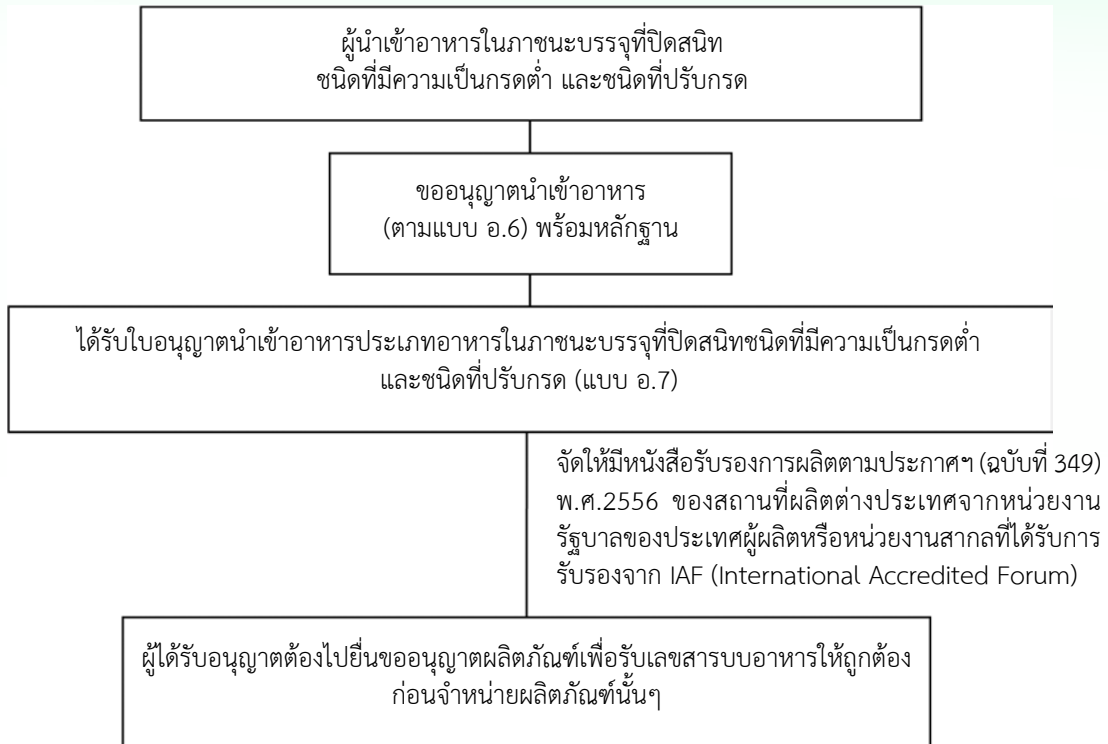 ผู้นำเข้าอาหารในภาชนะบรรจุที่ปิดสนิท
ชนิดที่มีความเป็นกรดต่ำ และชนิดที่ปรับกรด
ขออนุญาตนำเข้าอาหาร
(ตามแบบ อ.6) พร้อมหลักฐาน
ได้รับใบอนุญาตนำเข้าอาหารประเภทอาหารในภาชนะบรรจุที่ปิดสนิทชนิดที่มีความเป็นกรดต่ำ
และชนิดที่ปรับกรด (แบบ อ.7)
จัดให้มีหนังสือรับรองการผลิตตามประกาศฯ (ฉบับที่ 349)
พ.ศ.2556 ของสถานที่ผลิตต่างประเทศจากหน่วยงาน
รัฐบาลของประเทศผู้ผลิตหรือหน่วยงานสากลที่ได้รับการ
รับรองจาก IAF (International Accredited Forum)
ผู้ได้รับอนุญาตต้องไปยื่นขออนุญาตผลิตภัณฑ์เพื่อรับเลขสารบบอาหารให้ถูกต้อง
ก่อนจำหน่ายผลิตภัณฑ์นั้นๆ